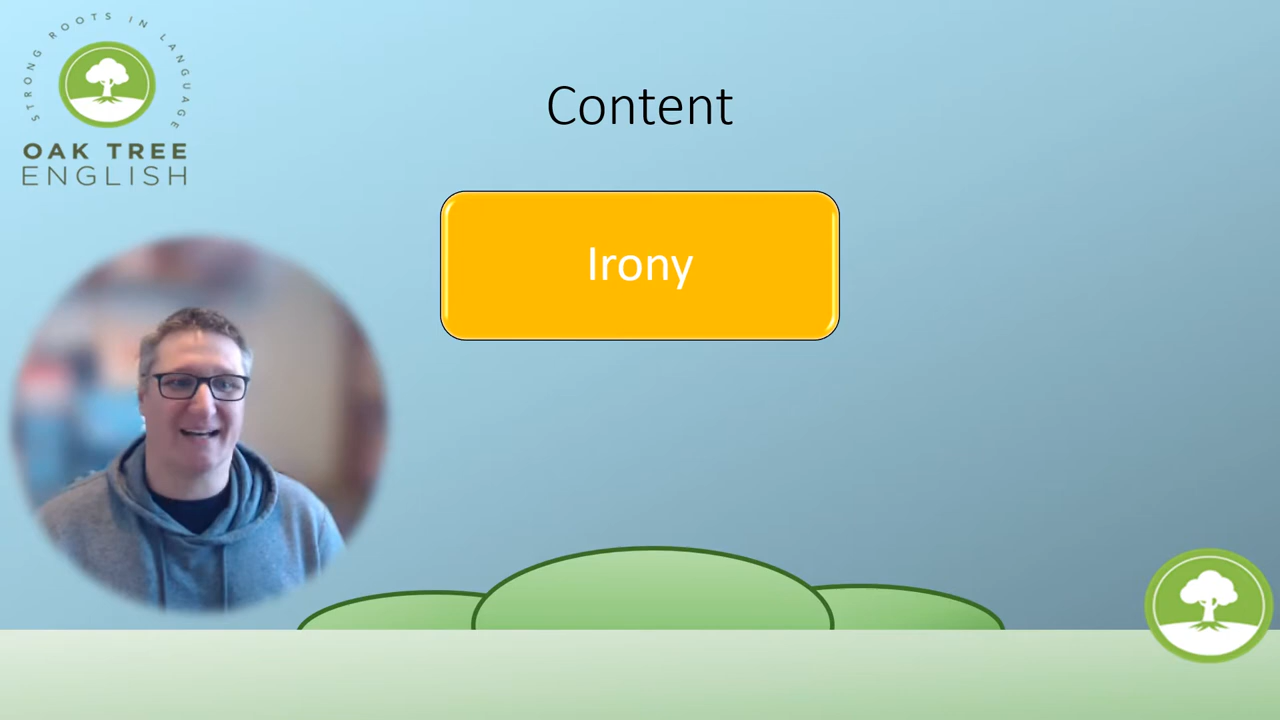 STRONG ROOTS IN LANGUAGE
OAK TREE
ENGLISH
Content
Irony